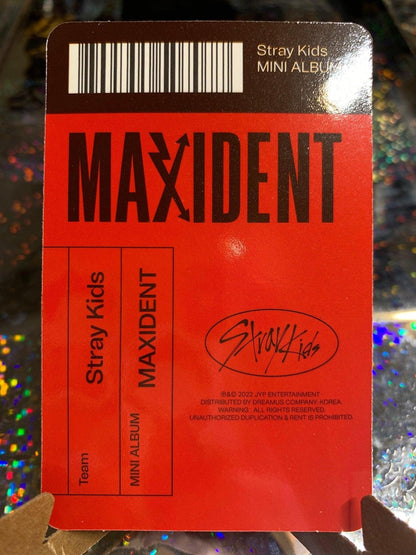 Stray Kids
MINI ALBUM
MAXIDENT
Team
Stray Kids
MINI ALBUM
MAXIDENT
Stray Kids
℗&© 2022 JYP ENTERTAINMENT
DISTRIBUTED BY DREAMUS COMPANY, KOREA
WARNING : ALL RIGHTS RESERVED.
UNAUTHORIZED DUPLICATION & RENT IS PROHIBITED.